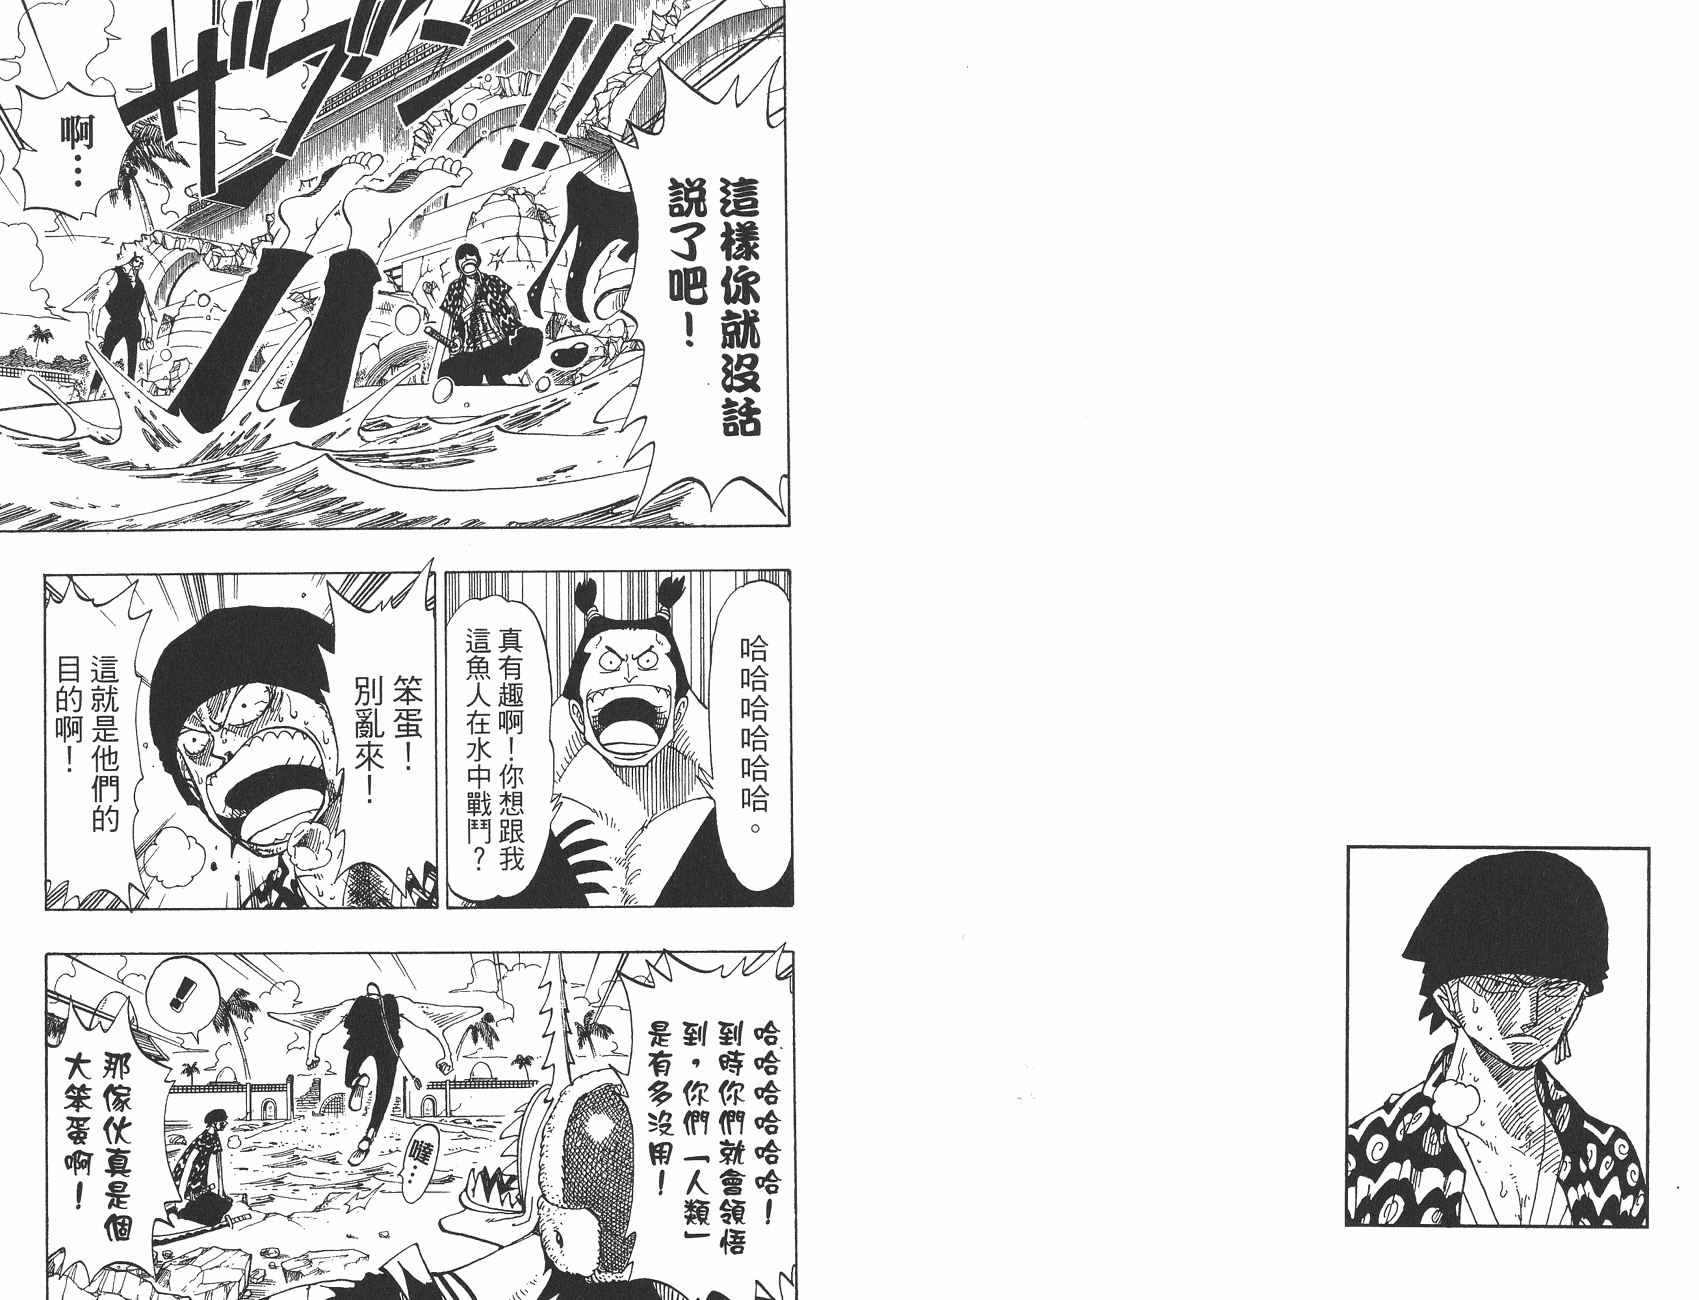 ザブン!!
這樣你就沒話
說了吧！
啊…
哈哈哈哈哈哈。
真有趣啊！你想跟我
這魚人在水中戰鬥？
笨蛋！
別亂來！
這就是他們的
目的啊！
哈哈哈哈哈哈！
到時你們就會領悟
到，你們「人類」
是有多沒用！
噠…
!
那傢伙真是個
大笨蛋啊！